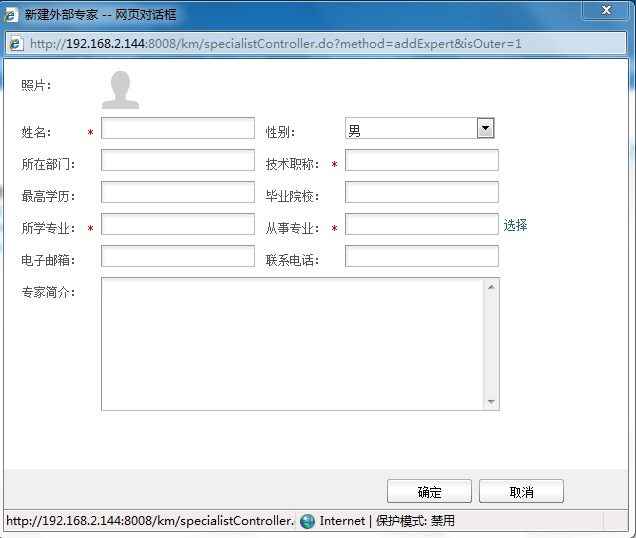 新建外部专家 -- 网页对话框
http://192.168.2.144:8008/km/specialistController.do?method=addExpert&isOuter=1
照片：
姓名： * 性别： 男
所在部门： 技术职称： *
最高学历： 毕业院校：
所学专业： * 从事专业： * 选择
电子邮箱： 联系电话：
专家简介：
确定 取消
http://192.168.2.144:8008/km/specialistController. Internet | 保护模式: 禁用